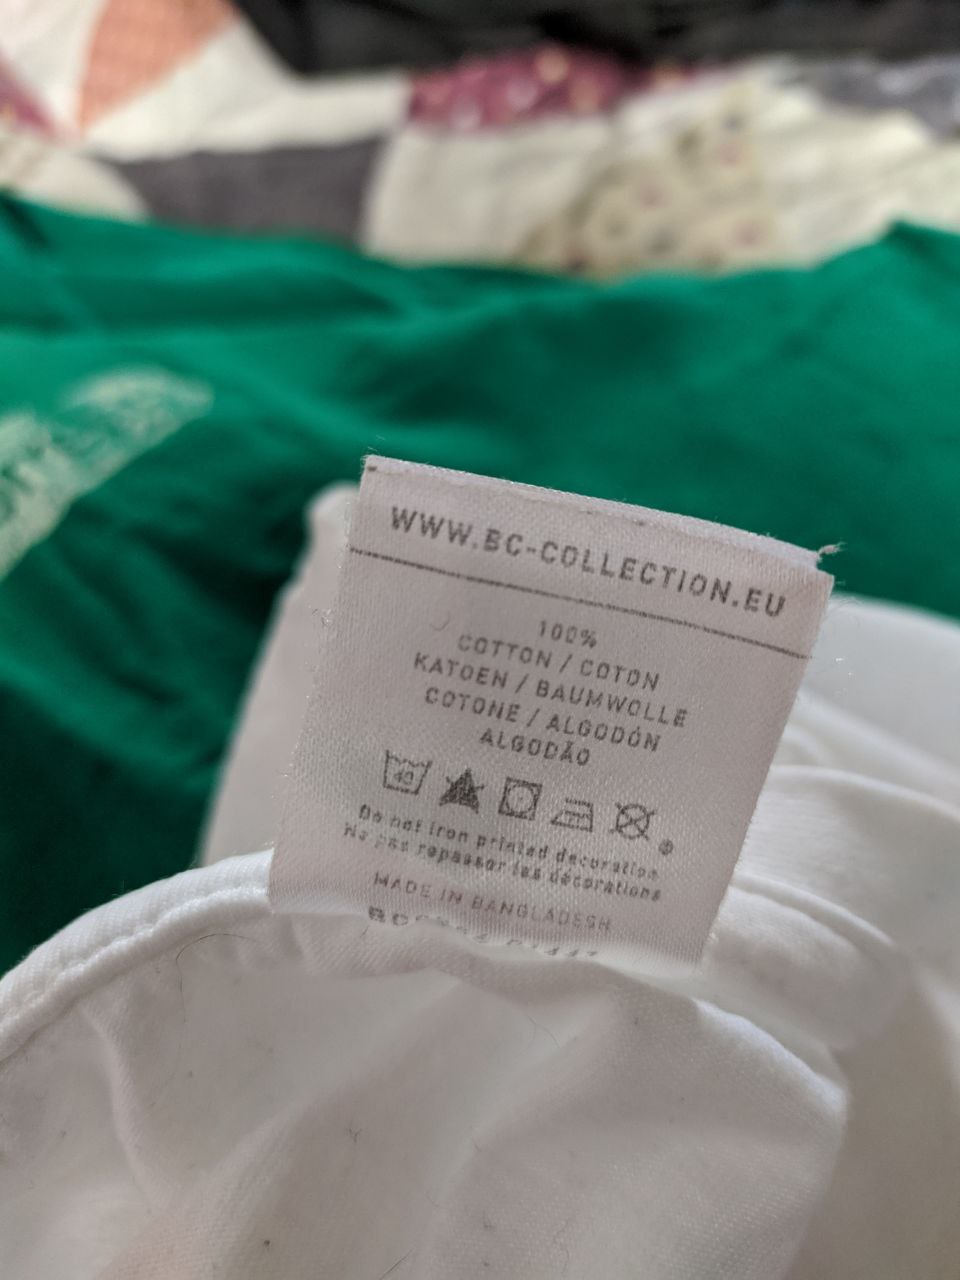 WWW.BC-COLLECTION.EU
100%
COTTON / COTON
KATOEN / BAUMWOLLE
COTONE / ALGODÓN
ALGODÃO
40
Do not iron printed decoration
Ne pas repasser les décorations
MADE IN BANGLADESH